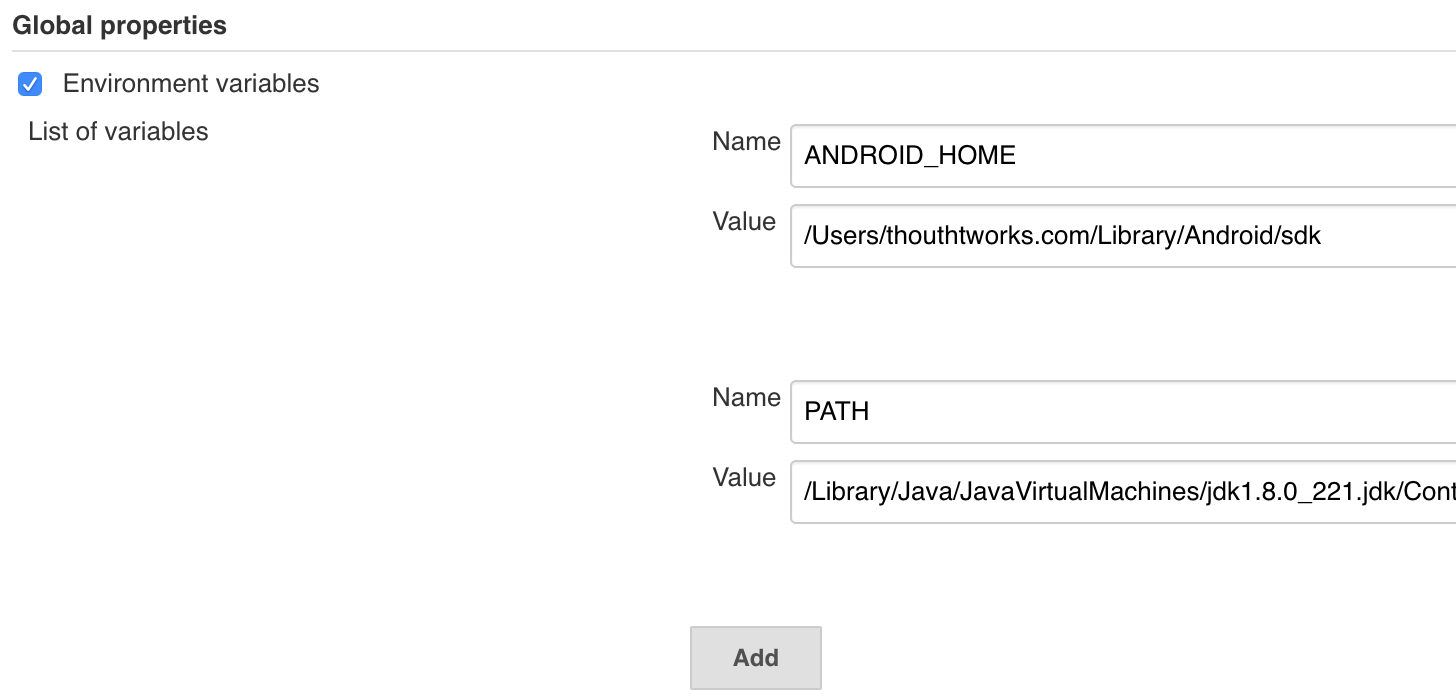 Global properties
Environment variables
List of variables
Name ANDROID_HOME
Value /Users/thouthtworks.com/Library/Android/sdk
Name PATH
Value /Library/Java/JavaVirtualMachines/jdk1.8.0_221.jdk/Cont
Add